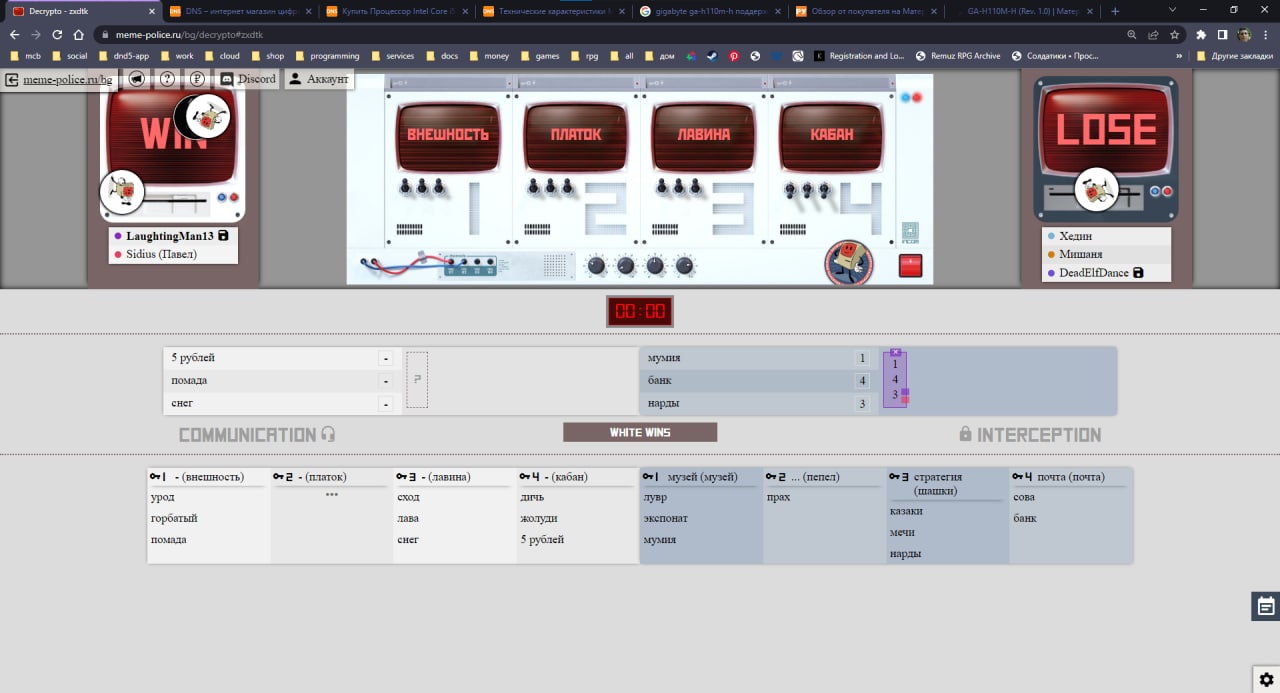 Decrypto - zxdtk
DNS – интернет магазин цифр
Купить Процессор Intel Core i5
Технические характеристики
gigabyte ga-h110m-h поддерж
Обзор от покупателя на Мате
GA-H110M-H (Rev. 1.0) | Матер
meme-police.ru/bg/decrypto#zxdtk
mcb
social
dnd5-app
work
cloud
shop
programming
services
docs
money
games
rpg
all
дом
Registration and Lo...
Remuz RPG Archive
Солдатики • Прос...
»
Другие закладки
meme-police.ru/bg
Discord
Аккаунт
WIN
ВНЕШНОСТЬ
ПЛАТОК
ЛАВИНА
КАБАН
LOSE
1
2
3
4
LaughtingMan13
Sidius (Павел)
Хедин
Мишаня
DeadElfDance
00:00
5 рублей -
помада -
снег -
?
мумия 1
банк 4
нарды 3
1
4
3
COMMUNICATION
WHITE WINS
INTERCEPTION
1 - (внешность)
урод
горбатый
помада
2 - (платок)
•••
3 - (лавина)
сход
лава
снег
4 - (кабан)
дичь
жолуди
5 рублей
1 музей (музей)
лувр
экспонат
мумия
2 ... (пепел)
прах
3 стратегия
(шашки)
казаки
мечи
нарды
4 почта (почта)
сова
банк